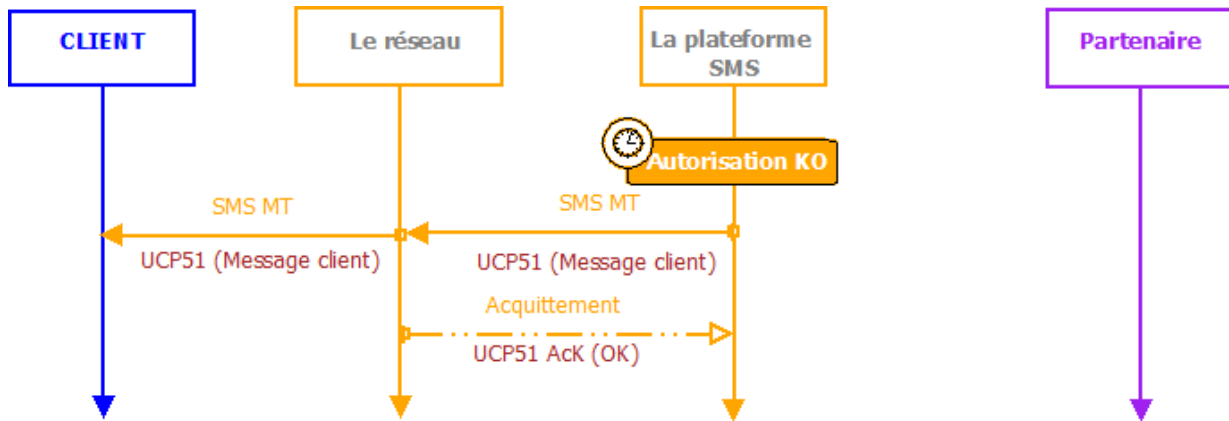 CLIENT
Le réseau
La plateforme
SMS
Partenaire
Autorisation KO
SMS MT
SMS MT
UCP51 (Message client)
UCP51 (Message client)
Acquittement
UCP51 AcK (OK)